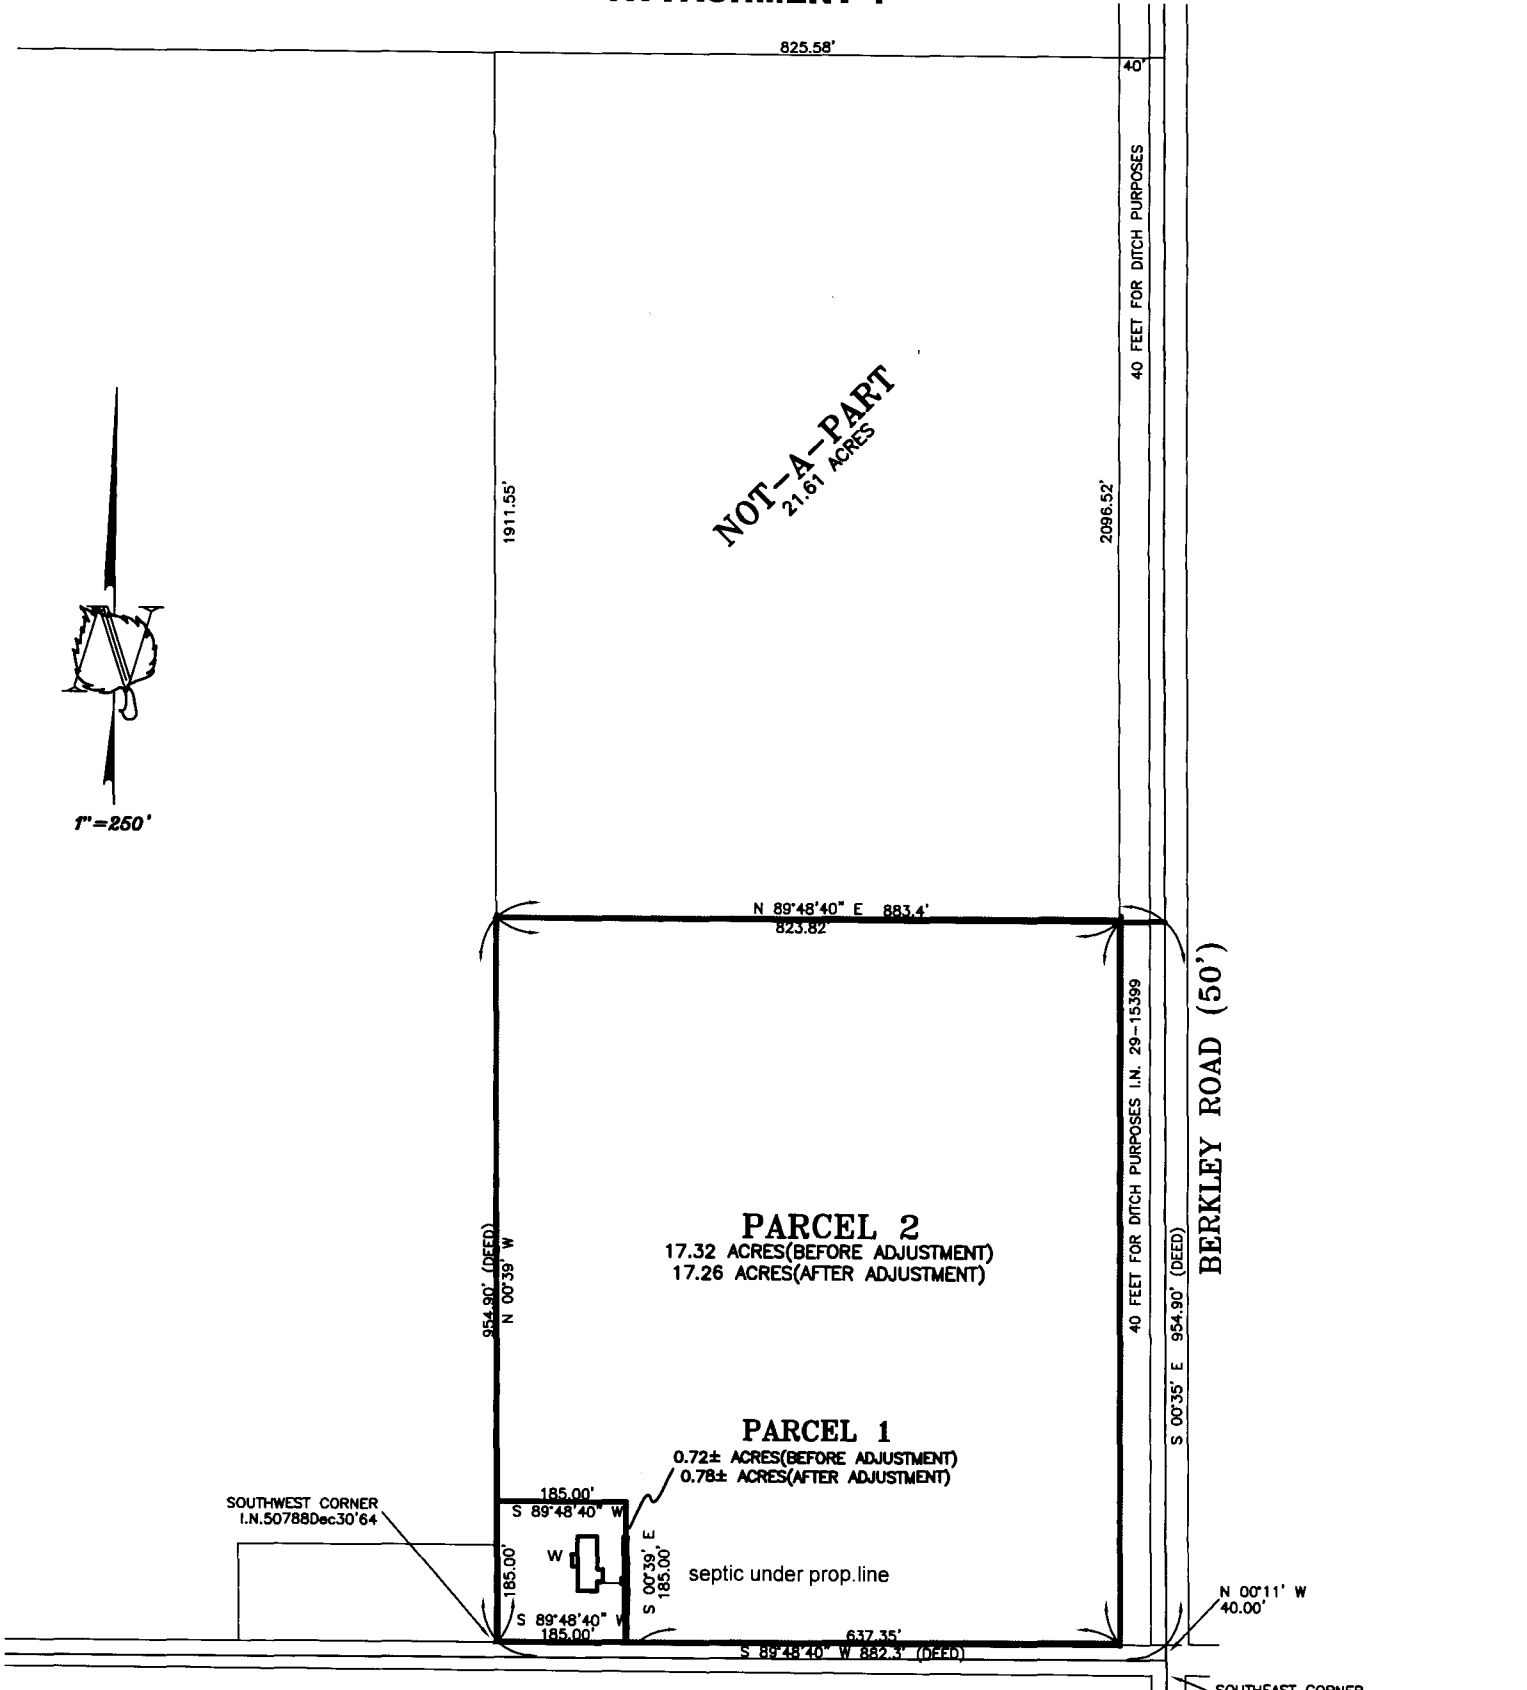 825.58'
40'
40 FEET FOR DITCH PURPOSES
NOT-A-PART
21.61 ACRES
1911.55'
2096.52'
N
1"=250'
N 89°48'40" E 883.4'
823.82'
BERKLEY ROAD (50')
40 FEET FOR DITCH PURPOSES I.N. 29-15399
954.90' (DEED)
N 00°39' W
S 00°35' E 954.90' (DEED)
PARCEL 2
17.32 ACRES(BEFORE ADJUSTMENT)
17.26 ACRES(AFTER ADJUSTMENT)
PARCEL 1
0.72± ACRES(BEFORE ADJUSTMENT)
0.78± ACRES(AFTER ADJUSTMENT)
185.00'
S 89°48'40" W
SOUTHWEST CORNER
I.N.50788Dec30'64
W
185.00'
S 00°39' E
185.00'
septic under prop.line
S 89°48'40" W
185.00'
637.35'
S 89°48'40" W 882.3' (DEED)
N 00°11' W
40.00'
SOUTHEAST CORNER